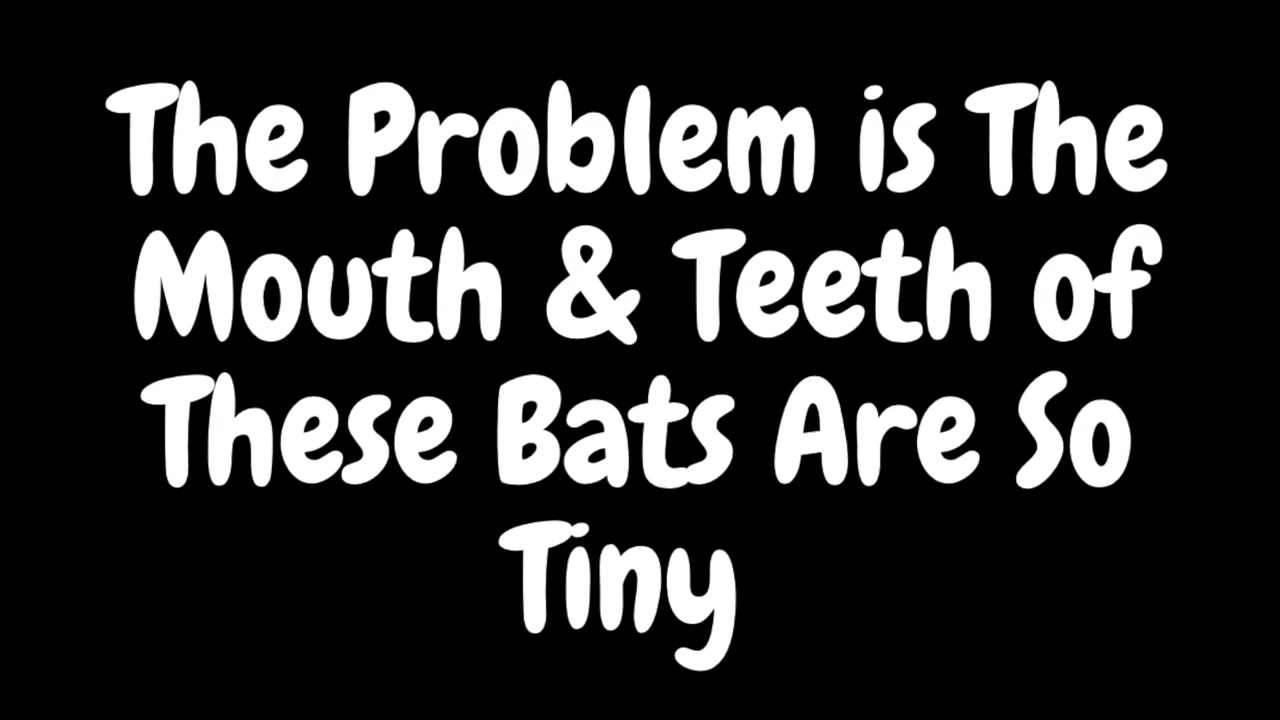 The Problem is The
Mouth & Teeth of
These Bats Are So
Tiny